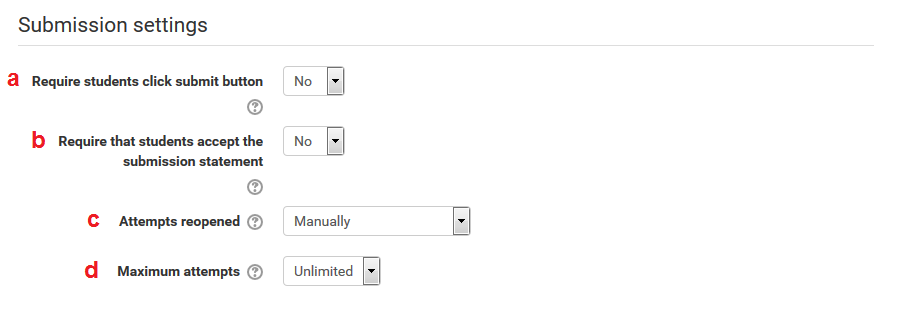 Submission settings
a Require students click submit button No
b Require that students accept the No
submission statement
c Attempts reopened Manually
d Maximum attempts Unlimited